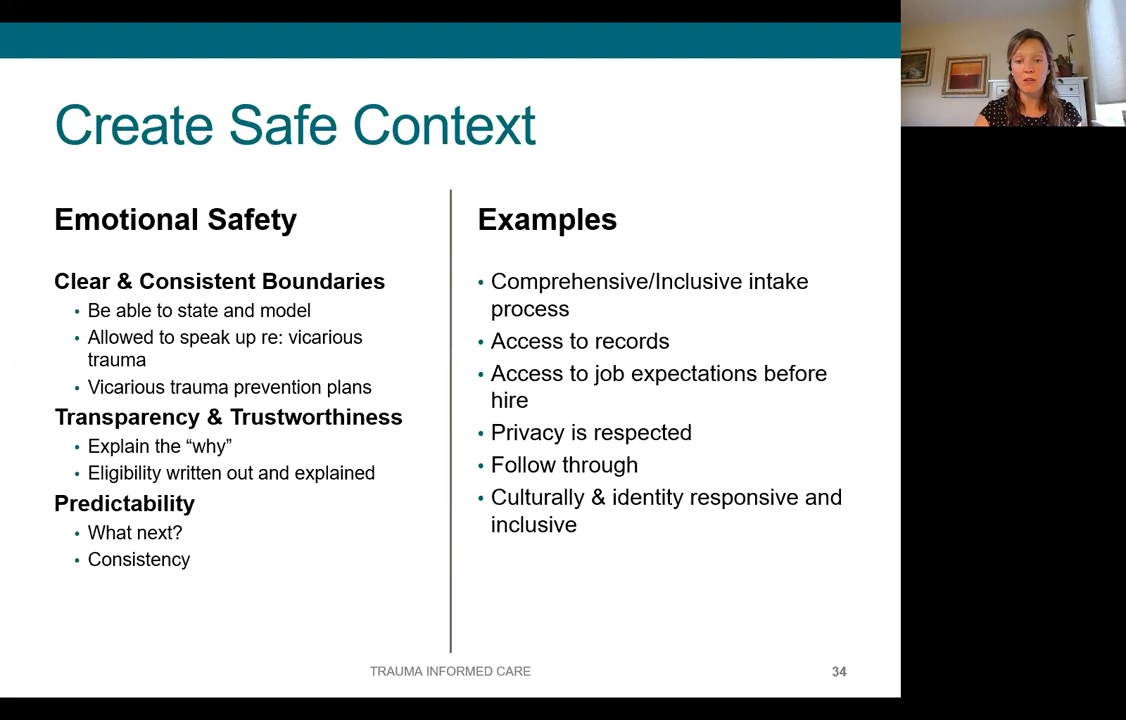 Create Safe Context
Emotional Safety
Clear & Consistent Boundaries
• Be able to state and model
• Allowed to speak up re: vicarious
trauma
• Vicarious trauma prevention plans
Transparency & Trustworthiness
• Explain the “why”
• Eligibility written out and explained
Predictability
• What next?
• Consistency
Examples
• Comprehensive/Inclusive intake
process
• Access to records
• Access to job expectations before
hire
• Privacy is respected
• Follow through
• Culturally & identity responsive and
inclusive
TRAUMA INFORMED CARE
34